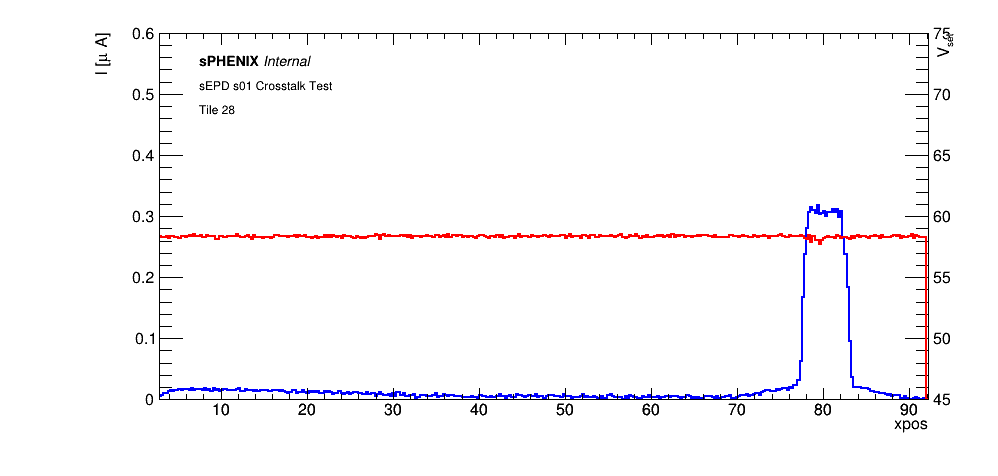 I [μ A]
0.6
0.5
0.4
0.3
0.2
0.1
0
sPHENIX Internal
sEPD s01 Crosstalk Test
Tile 28
75
70
65
60
55
50
45
Vset
10 20 30 40 50 60 70 80 90
xpos